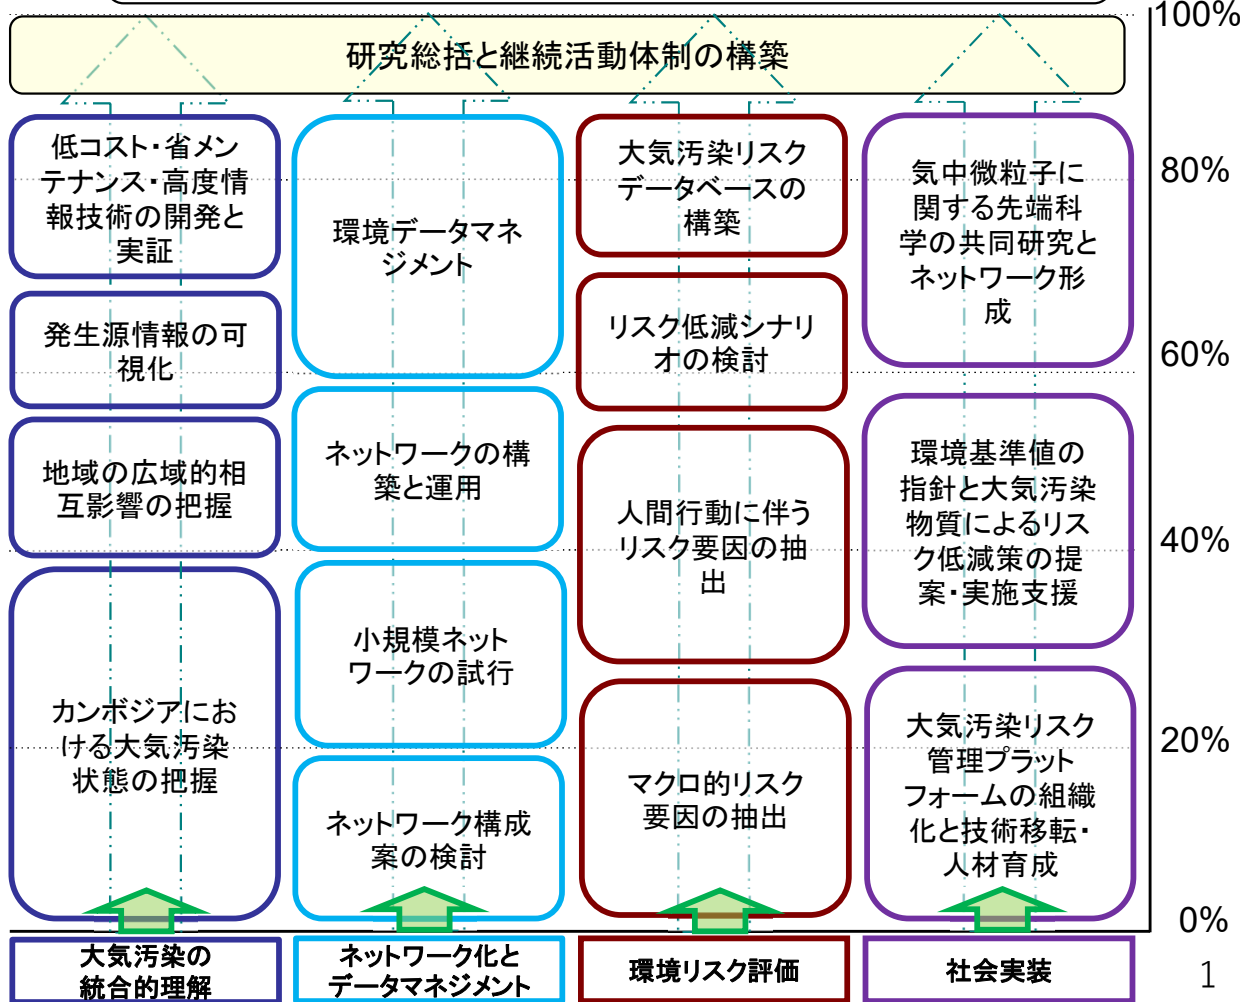 100%
研究総括と継続活動体制の構築
低コスト・省メン
テナンス・高度情
報技術の開発と
実証
発生源情報の可
視化
地域の広域的相
互影響の把握
カンボジアにお
ける大気汚染
状態の把握
環境データマネ
ジメント
ネットワークの構
築と運用
小規模ネット
ワークの試行
ネットワーク構成
案の検討
大気汚染リスク
データベースの
構築
リスク低減シナリ
オの検討
人間行動に伴う
リスク要因の抽
出
マクロ的リスク
要因の抽出
気中微粒子に
関する先端科
学の共同研究と
ネットワーク形
成
環境基準値の
指針と大気汚染
物質によるリス
ク低減策の提
案・実施支援
大気汚染リスク
管理プラット
フォームの組織
化と技術移転・
人材育成
80%
60%
40%
20%
0%
大気汚染の
統合的理解
ネットワーク化と
データマネジメント
環境リスク評価
社会実装
1